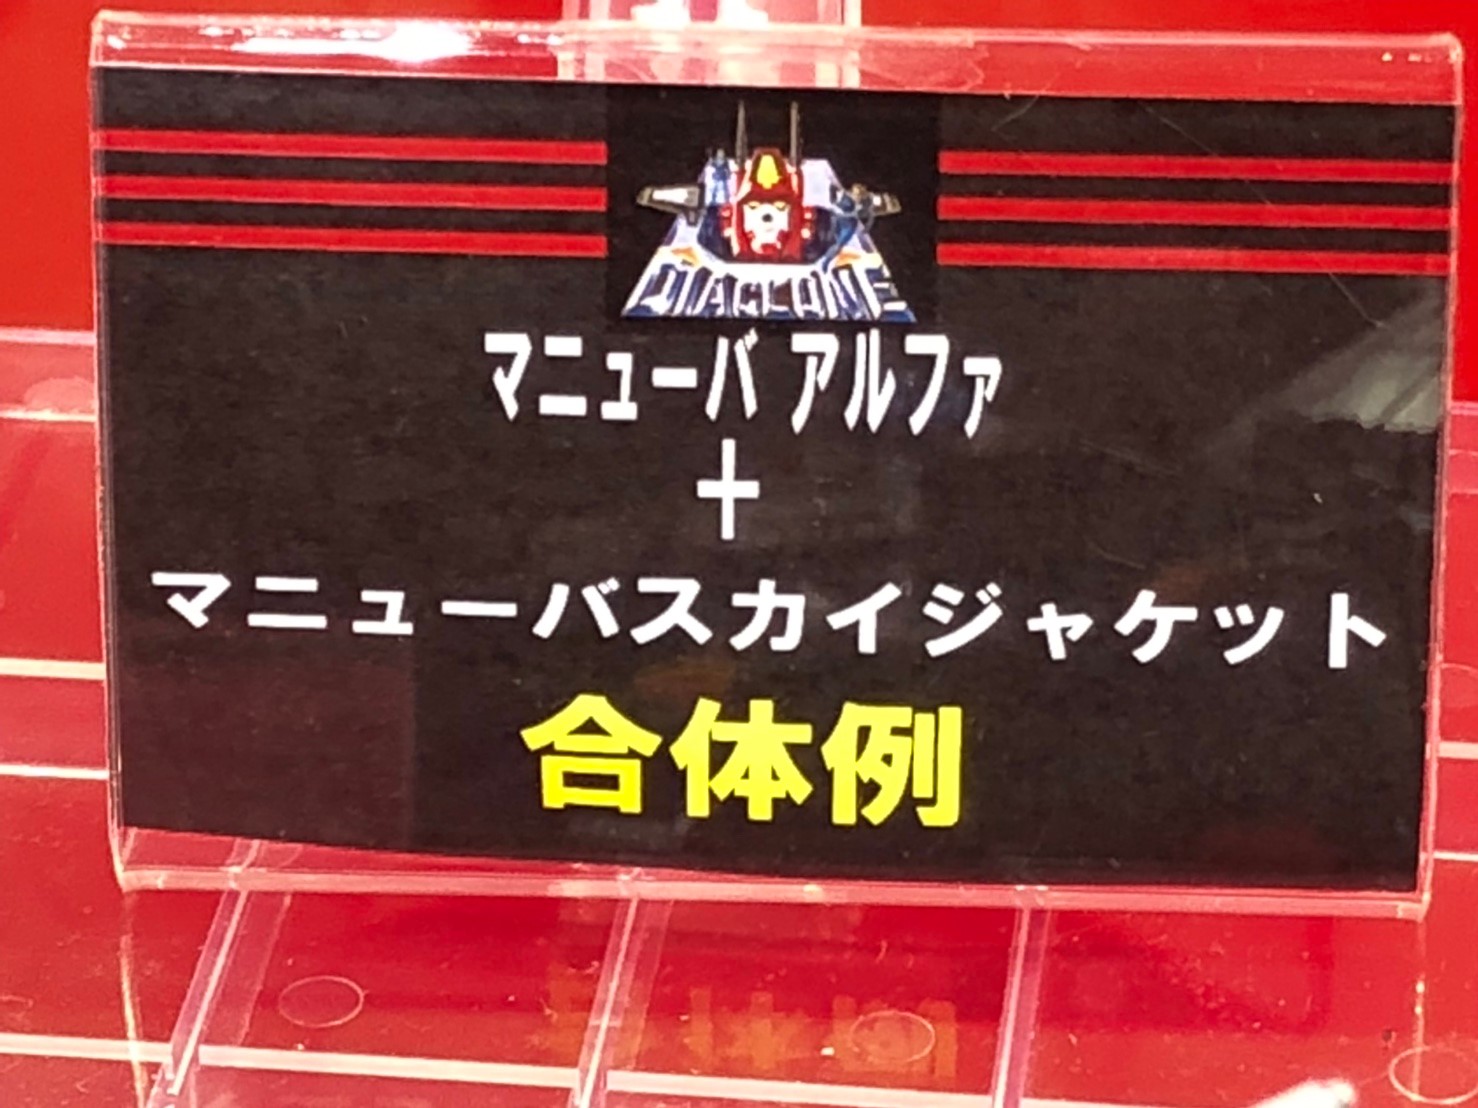 DIACLONE
マニューバ アルファ
+
マニューバスカイジャケット
合体例